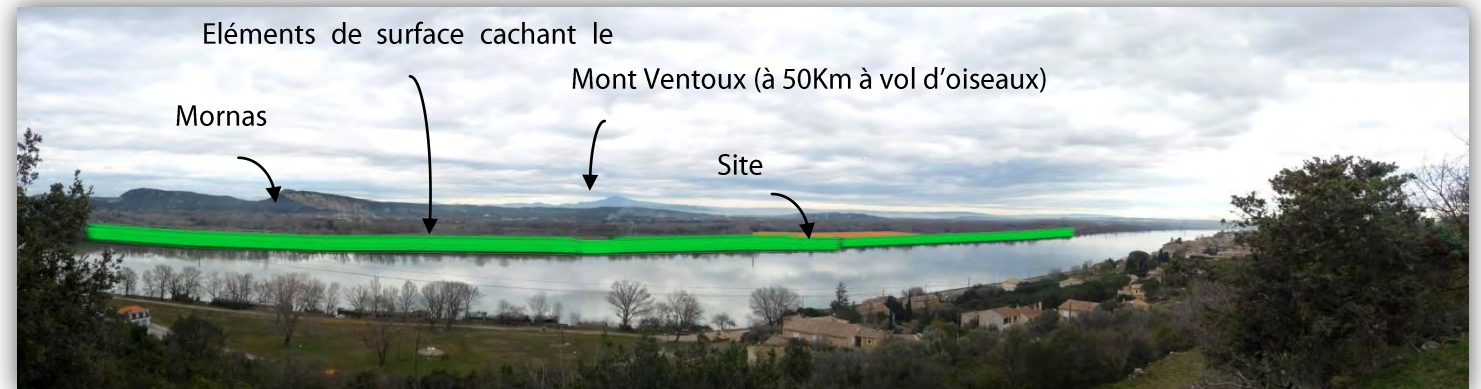 Eléments de surface cachant le
Mont Ventoux (à 50Km à vol d’oiseaux)
Mornas
Site